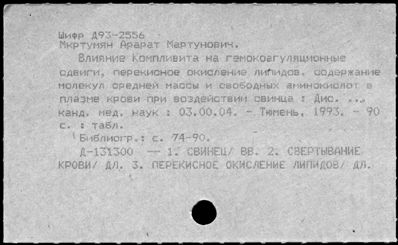 Шифр Д93-2556
Мкртумян Арарат Мартунович.
Влияние Компливита на гемокоагуляционные
сдвиги, перекисное окисление липидов, содержание
молекул средней массы и свободных аминокислот в
плазме крови при воздействии свинца : Дис. ...
канд. мед. наук : 03.00.04. - Тюмень, 1993. - 90
с. : табл.
Библиогр.: с. 74-90.
Д-131300 -- 1. СВИНЕЦ/ ВВ. 2. СВЕРТЫВАНИЕ
КРОВИ/ ДЛ. 3. ПЕРЕКИСНОЕ ОКИСЛЕНИЕ ЛИПИДОВ/ ДЛ.